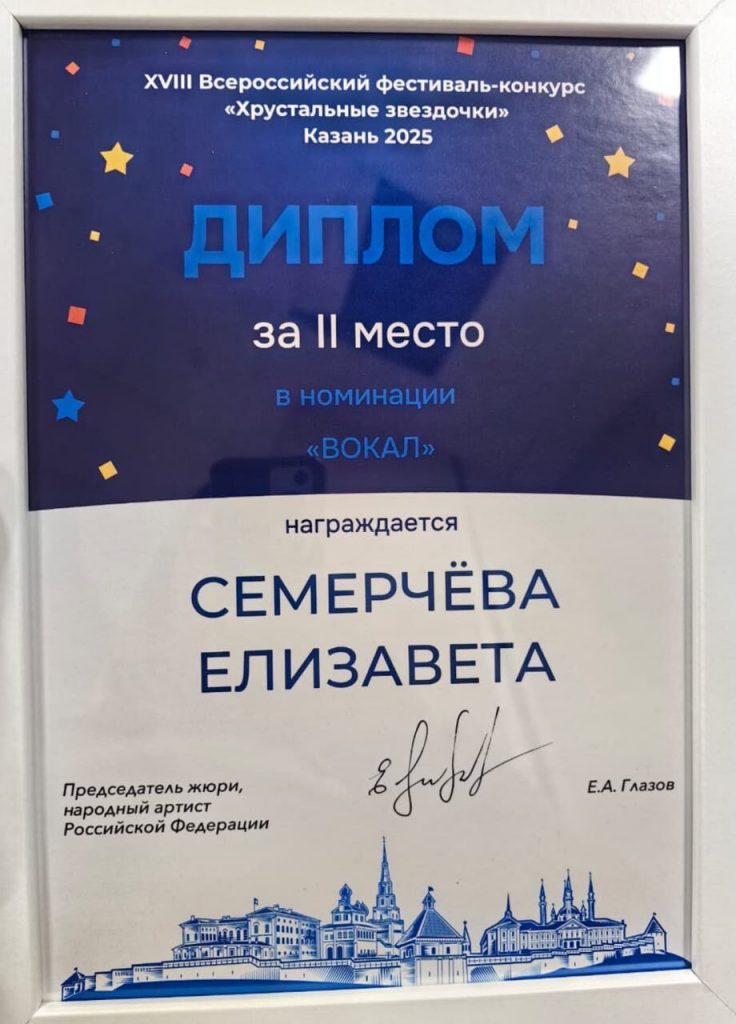 XVIII Всероссийский фестиваль-конкурс
«Хрустальные звездочки»
Казань 2025
ДИПЛОМ
за II место
в номинации
«ВОКАЛ»
награждается
СЕМЕРЧЁВА
ЕЛИЗАВЕТА
Председатель жюри,
народный артист
Российской Федерации
Е.А. Глазов